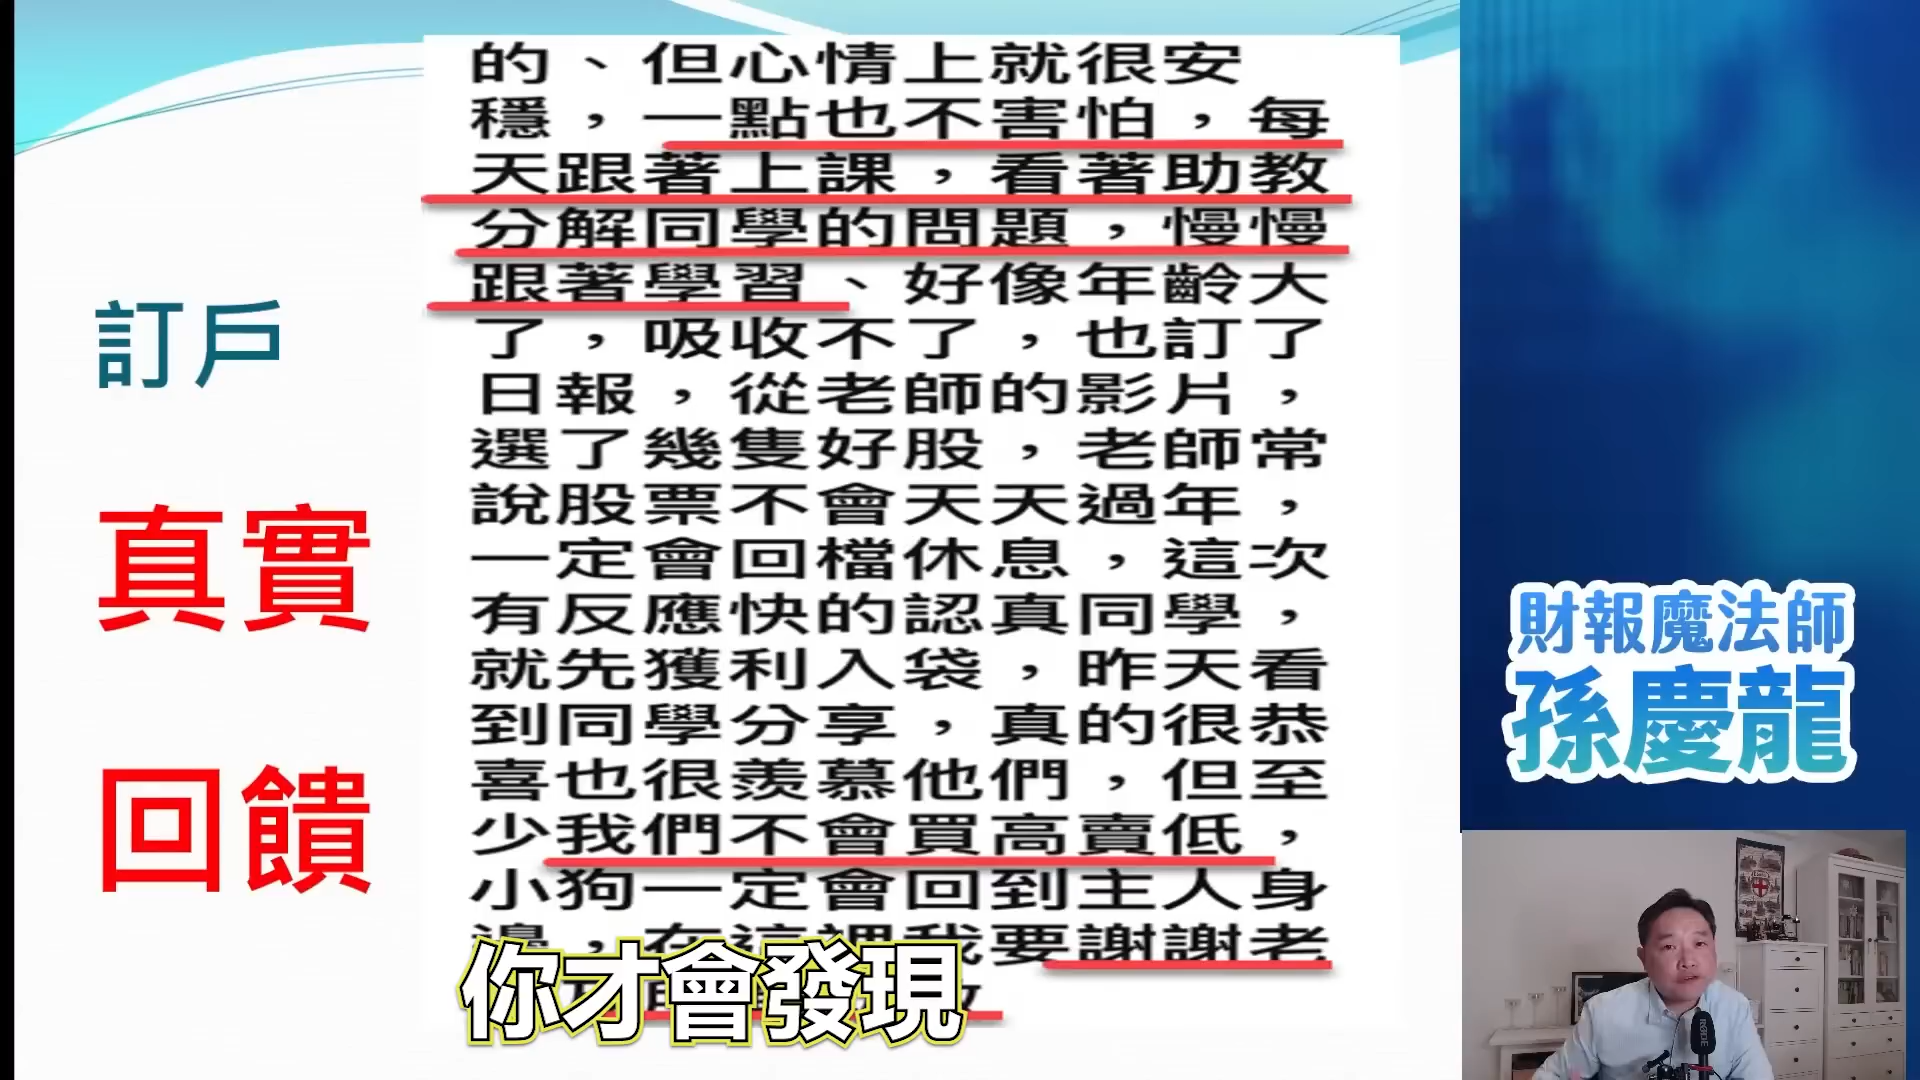 訂戶
真實
回饋
的、但心情上就很安
穩，一點也不害怕，每
天跟著上課，看著助教
分解同學的問題，慢慢
跟著學習、好像年齡大
了，吸收不了，也訂了
日報，從老師的影片，
選了幾隻好股，老師常
說股票不會天天過年，
一定會回檔休息，這次
有反應快的認真同學，
就先獲利入袋，昨天看
到同學分享，真的很恭
喜也很羨慕他們，但至
少我們不會買高賣低，
小狗一定會回到主人身
邊，在這裡我要謝謝老
你才會發現
財報魔法師
孫慶龍
RØDE